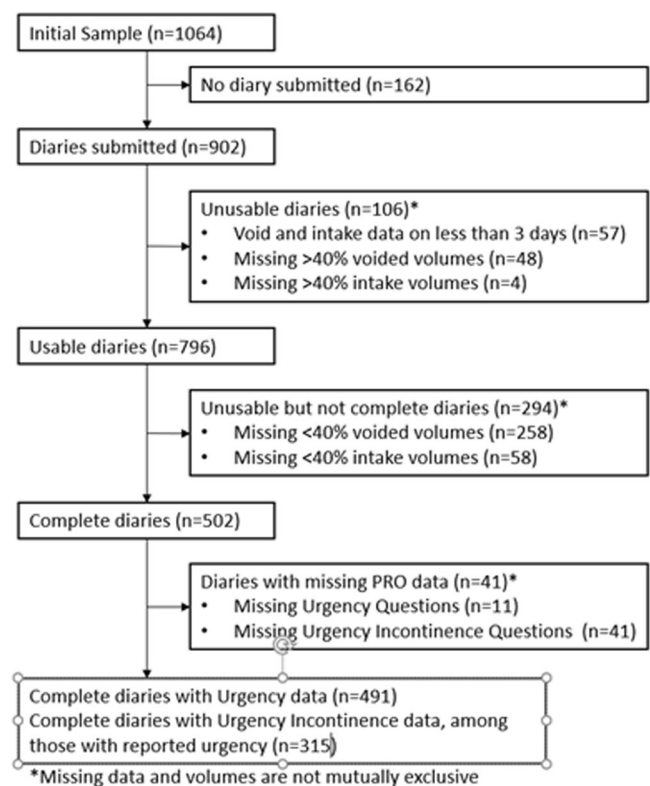 Initial Sample (n=1064)
No diary submitted (n=162)
Diaries submitted (n=902)
Unusable diaries (n=106)*
• Void and intake data on less than 3 days (n=57)
• Missing >40% voided volumes (n=48)
• Missing >40% intake volumes (n=4)
Usable diaries (n=796)
Unusable but not complete diaries (n=294)*
• Missing <40% voided volumes (n=258)
• Missing <40% intake volumes (n=58)
Complete diaries (n=502)
Diaries with missing PRO data (n=41)*
• Missing Urgency Questions (n=11)
• Missing Urgency Incontinence Questions (n=41)
Complete diaries with Urgency data (n=491)
Complete diaries with Urgency Incontinence data, among
those with reported urgency (n=315)
*Missing data and volumes are not mutually exclusive